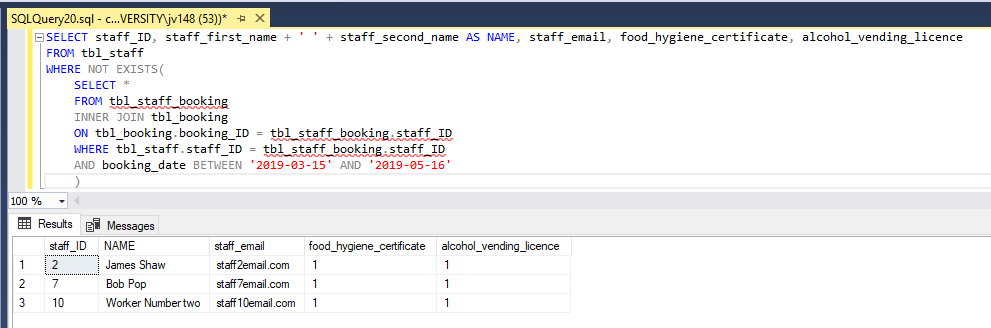 SQLQuery20.sql - c...VERSITY\jv148 (53))*
SELECT staff_ID, staff_first_name + ' ' + staff_second_name AS NAME, staff_email, food_hygiene_certificate, alcohol_vending_licence
FROM tbl_staff
WHERE NOT EXISTS(
SELECT *
FROM tbl_staff_booking
INNER JOIN tbl_booking
ON tbl_booking.booking_ID = tbl_staff_booking.staff_ID
WHERE tbl_staff.staff_ID = tbl_staff_booking.staff_ID
AND booking_date BETWEEN '2019-03-15' AND '2019-05-16'
)
100 %
Results Messages
staff_ID NAME staff_email food_hygiene_certificate alcohol_vending_licence
1 2 James Shaw staff2email.com 1 1
2 7 Bob Pop staff7email.com 1 1
3 10 Worker Number two staff10email.com 1 1